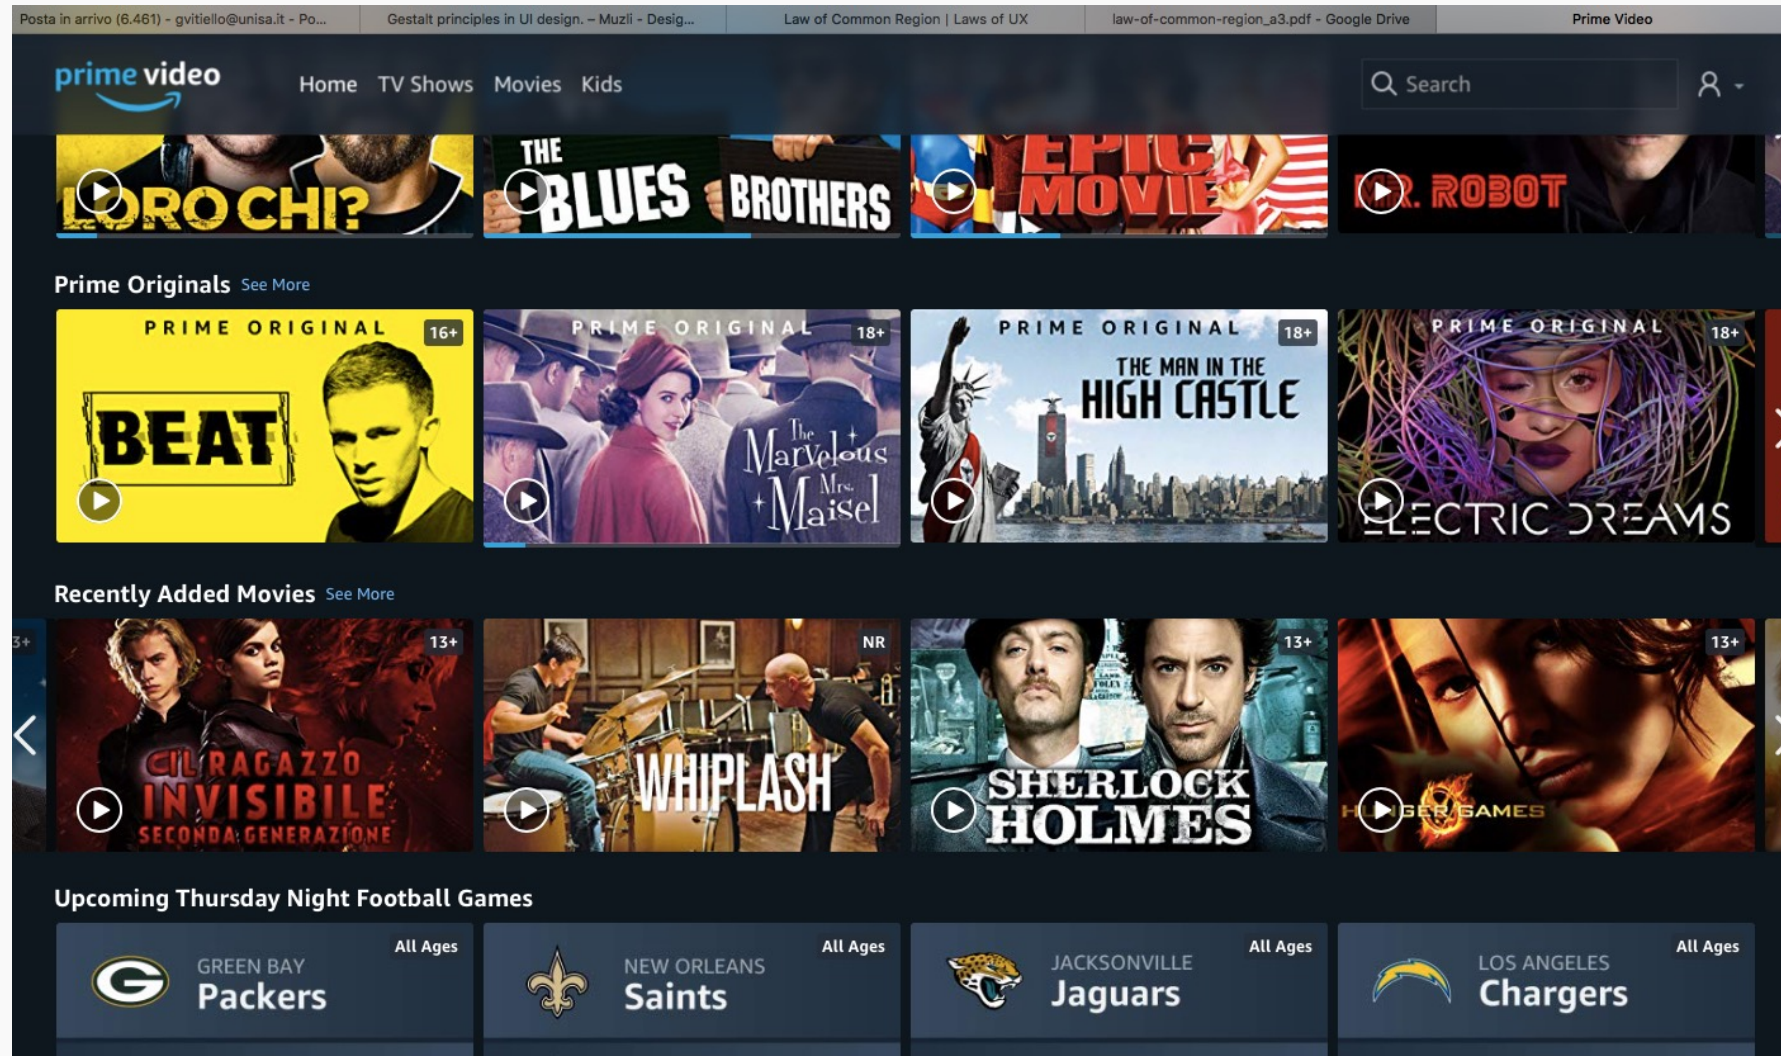 Posta in arrivo (6.461) - gvitiello@unisa.it - Po...
Gestalt principles in UI design. – Muzli - Desig...
Law of Common Region | Laws of UX
law-of-common-region_a3.pdf - Google Drive
Prime Video
prime video
Home TV Shows Movies Kids
Search
LORO CHI?
THE
BLUES BROTHERS
EPIC
MOVIE
MR. ROBOT
Prime Originals See More
PRIME ORIGINAL
16+
BEAT
PRIME ORIGINAL
18+
The
Marvelous
Mrs.
Maisel
PRIME ORIGINAL
18+
THE MAN IN THE
HIGH CASTLE
PRIME ORIGINAL
18+
ELECTRIC DREAMS
Recently Added Movies See More
3+
13+
IL RAGAZZO
INVISIBILE
SECONDA GENERAZIONE
NR
WHIPLASH
13+
SHERLOCK
HOLMES
13+
HUNGER GAMES
Upcoming Thursday Night Football Games
All Ages
GREEN BAY
Packers
All Ages
NEW ORLEANS
Saints
All Ages
JACKSONVILLE
Jaguars
All Ages
LOS ANGELES
Chargers